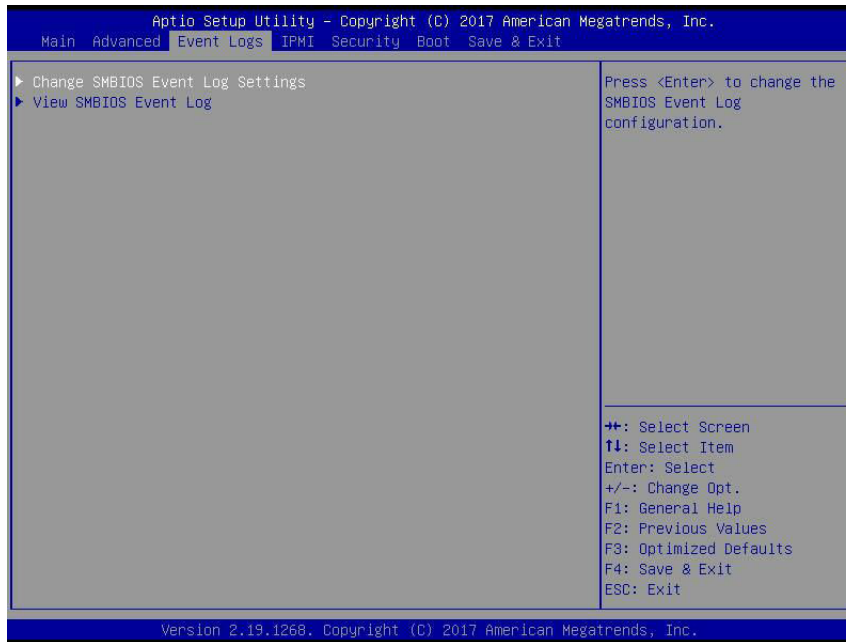 Aptio Setup Utility – Copyright (C) 2017 American Megatrends, Inc.
Main Advanced Event Logs IPMI Security Boot Save & Exit
▶ Change SMBIOS Event Log Settings
▶ View SMBIOS Event Log
Press <Enter> to change the
SMBIOS Event Log
configuration.
→←: Select Screen
↑↓: Select Item
Enter: Select
+/-: Change Opt.
F1: General Help
F2: Previous Values
F3: Optimized Defaults
F4: Save & Exit
ESC: Exit
Version 2.19.1268. Copyright (C) 2017 American Megatrends, Inc.